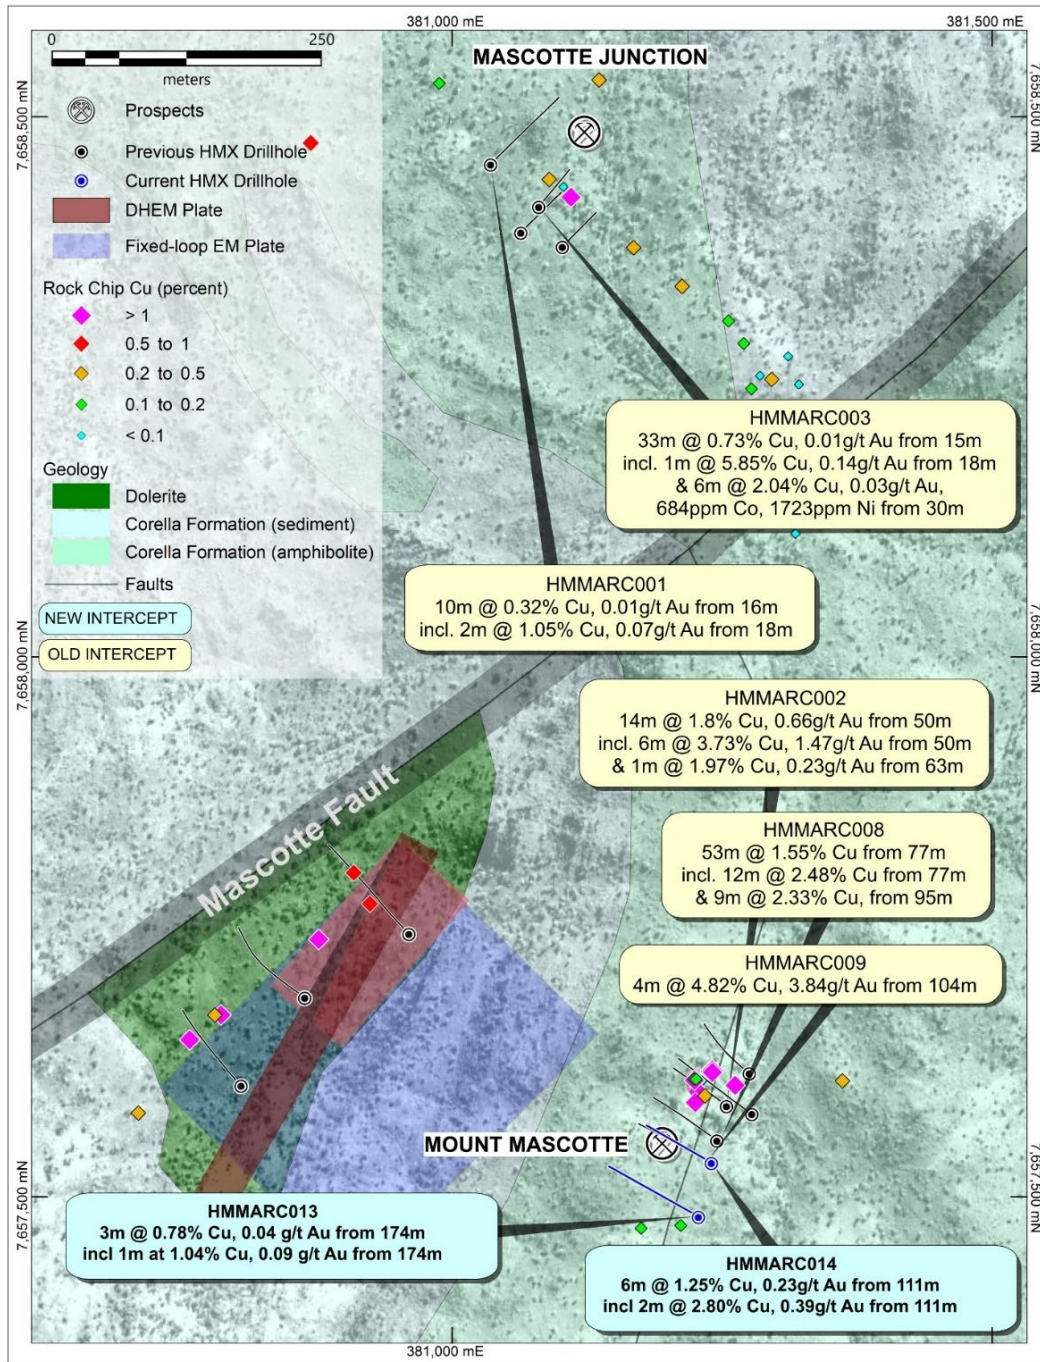 381,000 mE
381,500 mE
0
250
meters
MASCOTTE JUNCTION
7,658,500 mN
7,658,500 mN
Prospects
Previous HMX Drillhole
Current HMX Drillhole
DHEM Plate
Fixed-loop EM Plate
Rock Chip Cu (percent)
> 1
0.5 to 1
0.2 to 0.5
0.1 to 0.2
< 0.1
Geology
Dolerite
Corella Formation (sediment)
Corella Formation (amphibolite)
Faults
NEW INTERCEPT
OLD INTERCEPT
HMMARC003
33m @ 0.73% Cu, 0.01g/t Au from 15m
incl. 1m @ 5.85% Cu, 0.14g/t Au from 18m
& 6m @ 2.04% Cu, 0.03g/t Au,
684ppm Co, 1723ppm Ni from 30m
HMMARC001
10m @ 0.32% Cu, 0.01g/t Au from 16m
incl. 2m @ 1.05% Cu, 0.07g/t Au from 18m
7,658,000 mN
7,658,000 mN
HMMARC002
14m @ 1.8% Cu, 0.66g/t Au from 50m
incl. 6m @ 3.73% Cu, 1.47g/t Au from 50m
& 1m @ 1.97% Cu, 0.23g/t Au from 63m
Mascotte Fault
HMMARC008
53m @ 1.55% Cu from 77m
incl. 12m @ 2.48% Cu from 77m
& 9m @ 2.33% Cu, from 95m
HMMARC009
4m @ 4.82% Cu, 3.84g/t Au from 104m
MOUNT MASCOTTE
7,657,500 mN
7,657,500 mN
HMMARC013
3m @ 0.78% Cu, 0.04 g/t Au from 174m
incl 1m at 1.04% Cu, 0.09 g/t Au from 174m
HMMARC014
6m @ 1.25% Cu, 0.23g/t Au from 111m
incl 2m @ 2.80% Cu, 0.39g/t Au from 111m
381,000 mE
381,500 mE